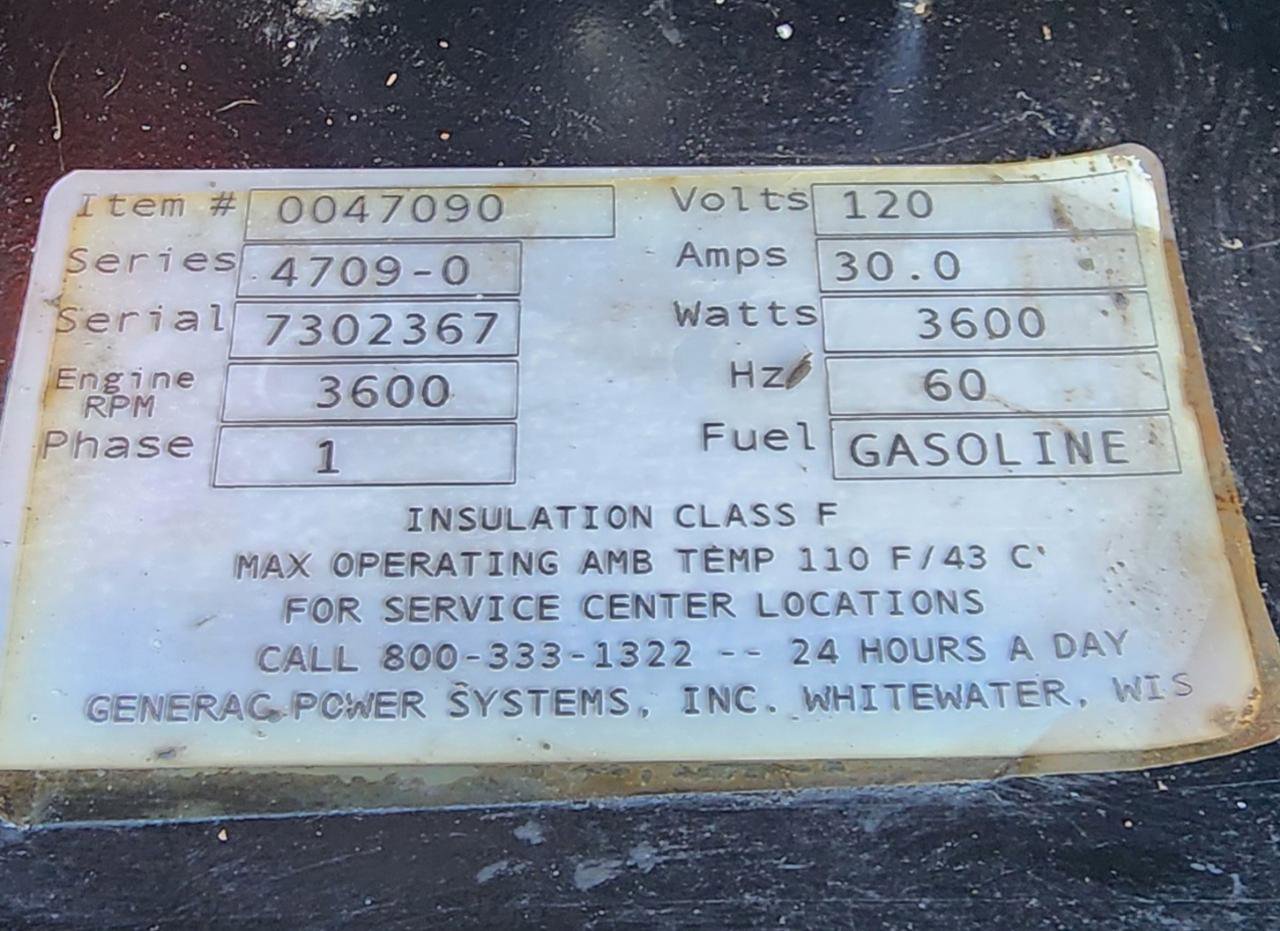 Item # 0047090 Volts 120
Series 4709-0 Amps 30.0
Serial 7302367 Watts 3600
Engine RPM 3600 Hz 60
Phase 1 Fuel GASOLINE
INSULATION CLASS F
MAX OPERATING AMB TEMP 110 F/43 C
FOR SERVICE CENTER LOCATIONS
CALL 800-333-1322 -- 24 HOURS A DAY
GENERAC POWER SYSTEMS, INC. WHITEWATER, WIS